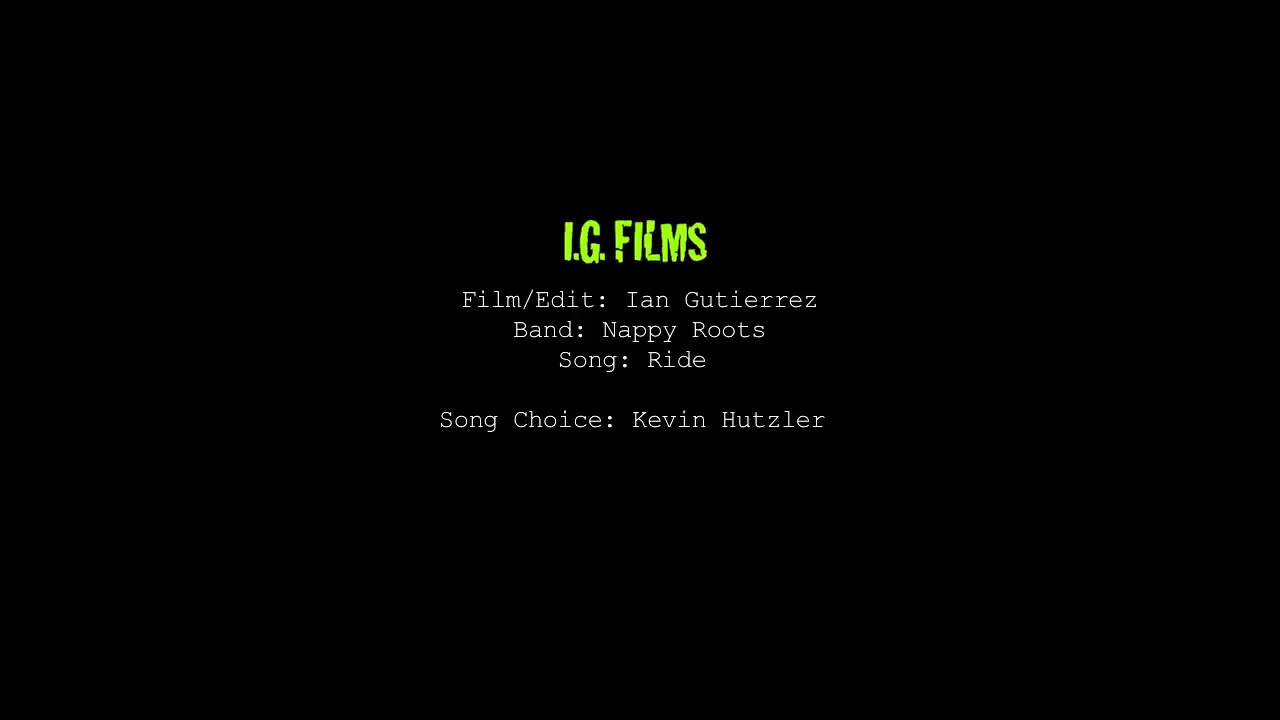 I.G. FILMS
Film/Edit: Ian Gutierrez
Band: Nappy Roots
Song: Ride
Song Choice: Kevin Hutzler